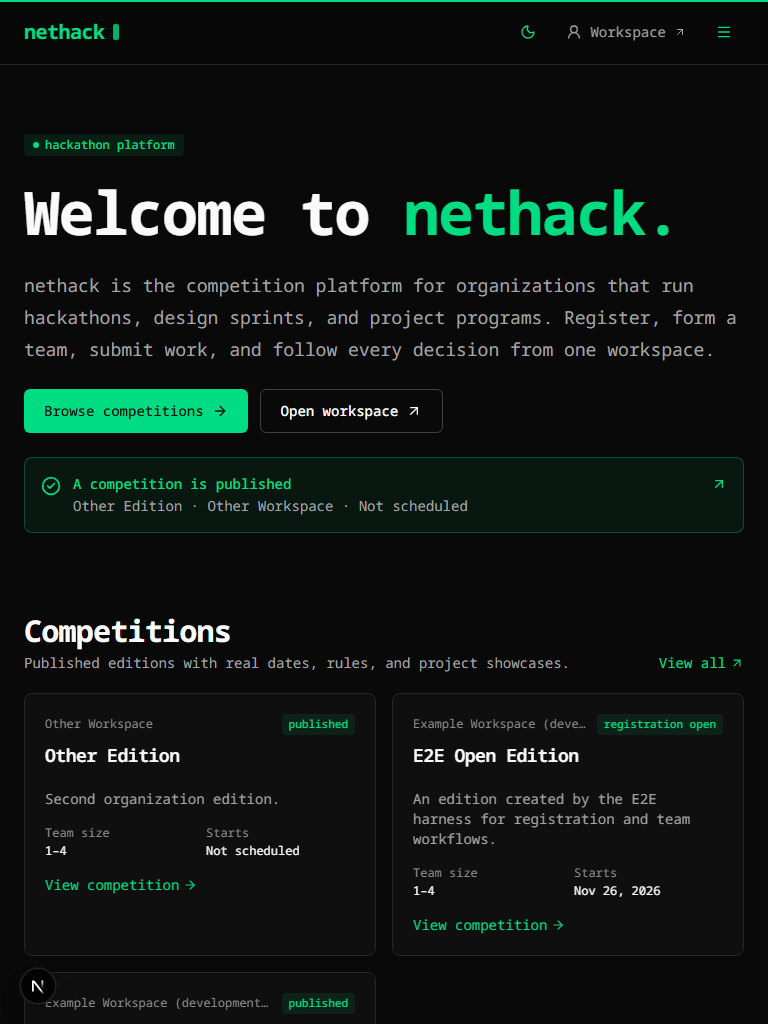 nethack
Workspace
hackathon platform
Welcome to nethack.
nethack is the competition platform for organizations that run
hackathons, design sprints, and project programs. Register, form a
team, submit work, and follow every decision from one workspace.
Browse competitions
Open workspace
A competition is published
Other Edition · Other Workspace · Not scheduled
Competitions
Published editions with real dates, rules, and project showcases.
View all
Other Workspace
published
Other Edition
Second organization edition.
Team size
Starts
1–4
Not scheduled
View competition
Example Workspace (deve…
registration open
E2E Open Edition
An edition created by the E2E
harness for registration and team
workflows.
Team size
Starts
1–4
Nov 26, 2026
View competition
N
Example Workspace (development…
published